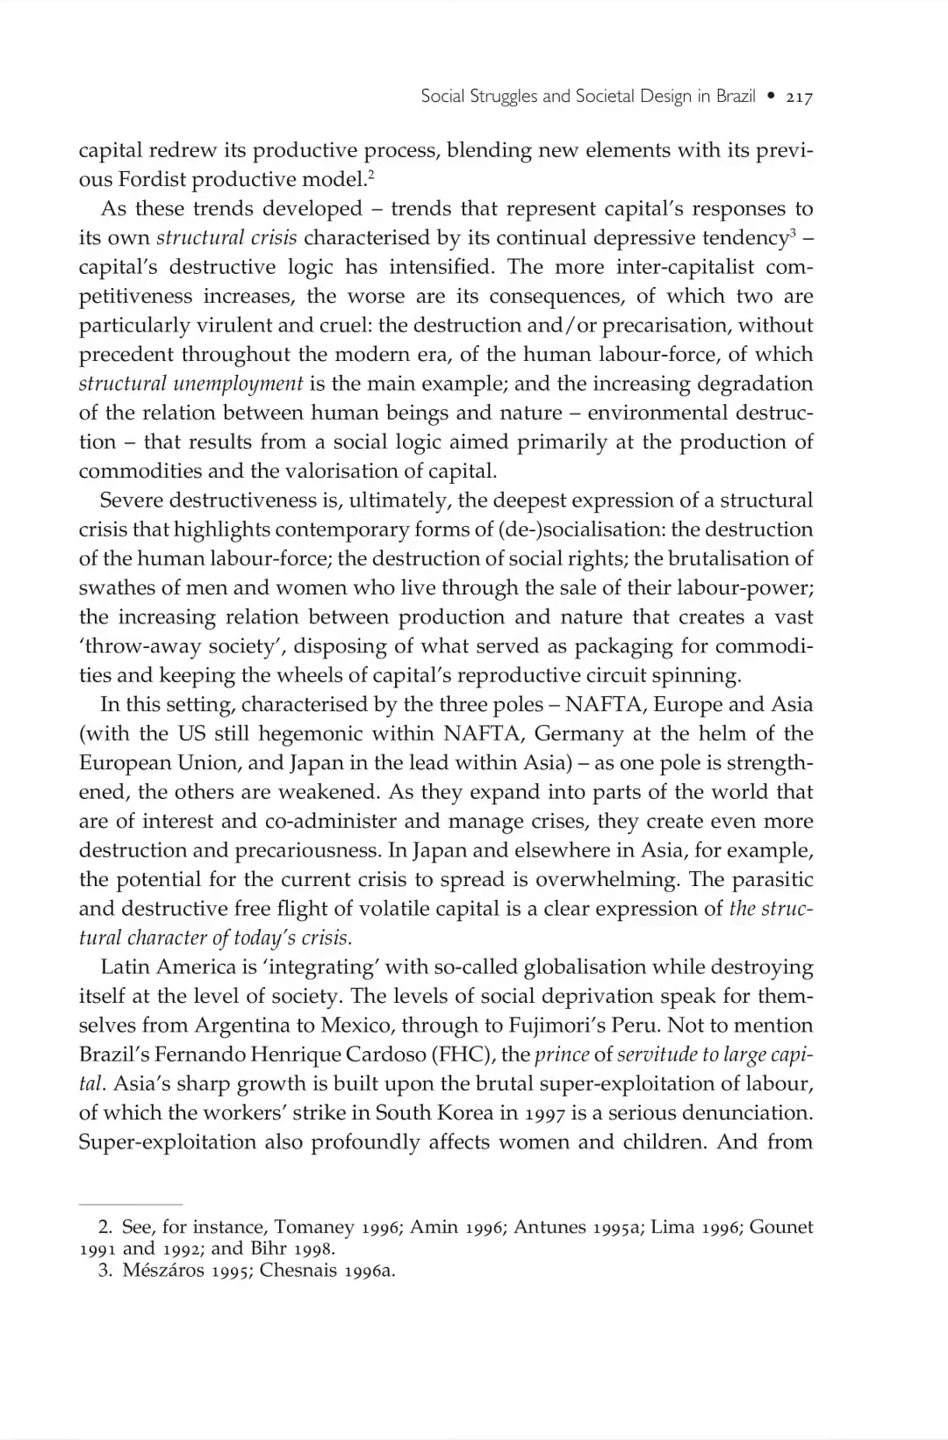 Social Struggles and Societal Design in Brazil • 217
capital redrew its productive process, blending new elements with its previ-
ous Fordist productive model.2
As these trends developed – trends that represent capital's responses to
its own structural crisis characterised by its continual depressive tendency3 –
capital's destructive logic has intensified. The more inter-capitalist com-
petitiveness increases, the worse are its consequences, of which two are
particularly virulent and cruel: the destruction and/or precarisation, without
precedent throughout the modern era, of the human labour-force, of which
structural unemployment is the main example; and the increasing degradation
of the relation between human beings and nature – environmental destruc-
tion – that results from a social logic aimed primarily at the production of
commodities and the valorisation of capital.
Severe destructiveness is, ultimately, the deepest expression of a structural
crisis that highlights contemporary forms of (de-)socialisation: the destruction
of the human labour-force; the destruction of social rights; the brutalisation of
swathes of men and women who live through the sale of their labour-power;
the increasing relation between production and nature that creates a vast
'throw-away society', disposing of what served as packaging for commodi-
ties and keeping the wheels of capital's reproductive circuit spinning.
In this setting, characterised by the three poles – NAFTA, Europe and Asia
(with the US still hegemonic within NAFTA, Germany at the helm of the
European Union, and Japan in the lead within Asia) – as one pole is strength-
ened, the others are weakened. As they expand into parts of the world that
are of interest and co-administer and manage crises, they create even more
destruction and precariousness. In Japan and elsewhere in Asia, for example,
the potential for the current crisis to spread is overwhelming. The parasitic
and destructive free flight of volatile capital is a clear expression of the struc-
tural character of today's crisis.
Latin America is 'integrating' with so-called globalisation while destroying
itself at the level of society. The levels of social deprivation speak for them-
selves from Argentina to Mexico, through to Fujimori's Peru. Not to mention
Brazil's Fernando Henrique Cardoso (FHC), the prince of servitude to large capi-
tal. Asia's sharp growth is built upon the brutal super-exploitation of labour,
of which the workers' strike in South Korea in 1997 is a serious denunciation.
Super-exploitation also profoundly affects women and children. And from
2. See, for instance, Tomaney 1996; Amin 1996; Antunes 1995a; Lima 1996; Gounet
1991 and 1992; and Bihr 1998.
3. Mészáros 1995; Chesnais 1996a.